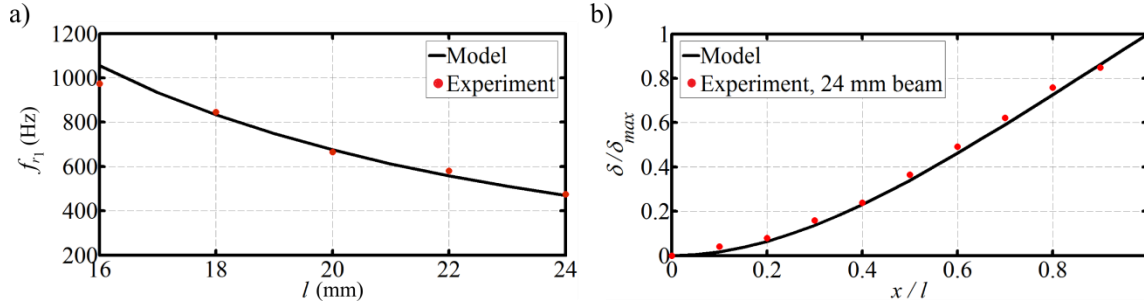 a)
1200
1000
800
600
400
200
f_{r_1} (Hz)
16
18
20
22
24
l (mm)
Model
Experiment
b)
1
0.8
0.6
0.4
0.2
0
δ/δ_{max}
0
0.2
0.4
0.6
0.8
x / l
Model
Experiment, 24 mm beam